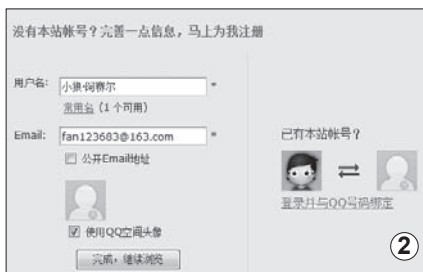 没有本站帐号？完善一点信息，马上为我注册
用户名： 小狼·阿赛尔 *
常用名（1 个可用）
Email: fan123683@163.com *
公开Email地址
使用QQ空间头像
完成，继续浏览
已有本站帐号？
登录并与QQ号码绑定
2